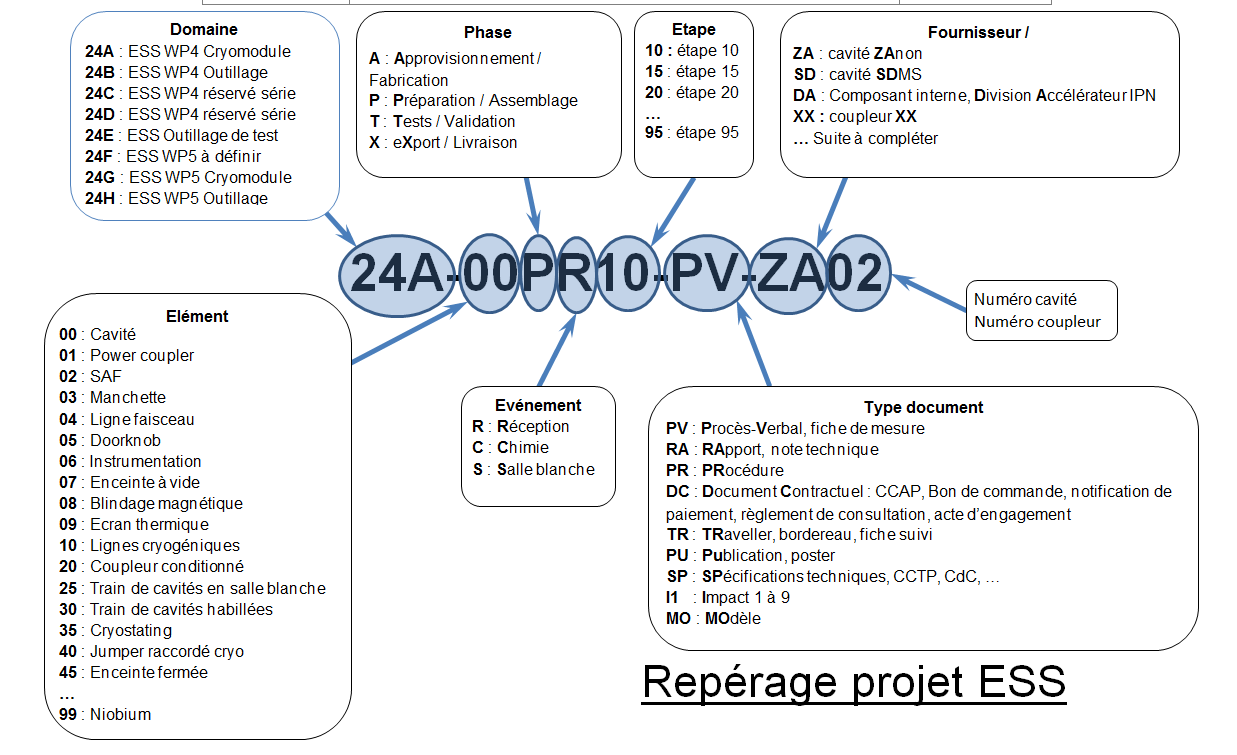 Domaine
24A : ESS WP4 Cryomodule
24B : ESS WP4 Outillage
24C : ESS WP4 réservé série
24D : ESS WP4 réservé série
24E : ESS Outillage de test
24F : ESS WP5 à définir
24G : ESS WP5 Cryomodule
24H : ESS WP5 Outillage
Phase
A : Approvisionnement /
Fabrication
P : Préparation / Assemblage
T : Tests / Validation
X : eXport / Livraison
Etape
10 : étape 10
15 : étape 15
20 : étape 20
...
95 : étape 95
Fournisseur /
ZA : cavité ZAnon
SD : cavité SDMS
DA : Composant interne, Division Accélérateur IPN
XX : coupleur XX
... Suite à compléter
24A-00PR10-PV-ZA02
Numéro cavité
Numéro coupleur
Elément
00 : Cavité
01 : Power coupler
02 : SAF
03 : Manchette
04 : Ligne faisceau
05 : Doorknob
06 : Instrumentation
07 : Enceinte à vide
08 : Blindage magnétique
09 : Ecran thermique
10 : Lignes cryogéniques
20 : Coupleur conditionné
25 : Train de cavités en salle blanche
30 : Train de cavités habillées
35 : Cryostating
40 : Jumper raccordé cryo
45 : Enceinte fermée
...
99 : Niobium
Evénement
R : Réception
C : Chimie
S : Salle blanche
Type document
PV : Procès-Verbal, fiche de mesure
RA : RApport, note technique
PR : PRocédure
DC : Document Contractuel : CCAP, Bon de commande, notification de
paiement, règlement de consultation, acte d’engagement
TR : TRaveller, bordereau, fiche suivi
PU : Publication, poster
SP : SPécifications techniques, CCTP, CdC, ...
I1 : Impact 1 à 9
MO : MOdèle
Repérage projet ESS